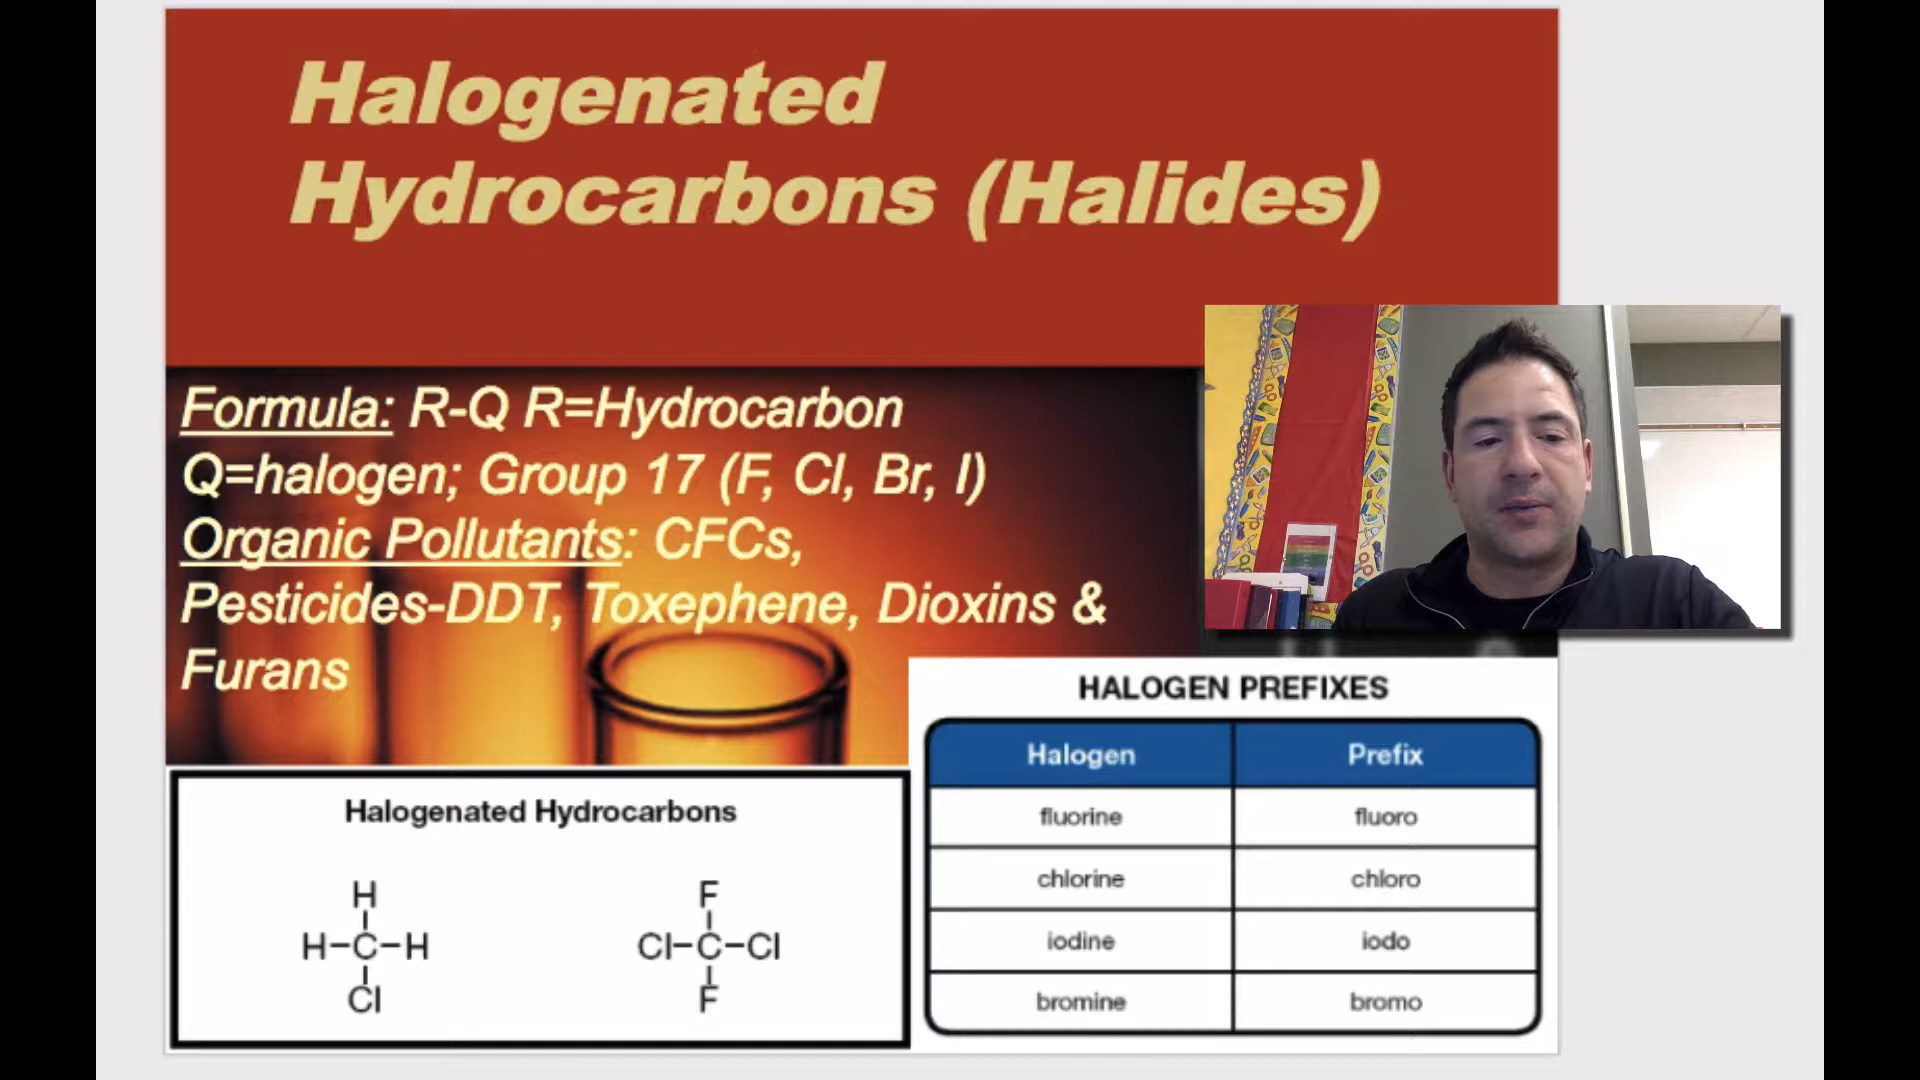 Halogenated
Hydrocarbons (Halides)
Formula: R-Q R=Hydrocarbon
Q=halogen; Group 17 (F, Cl, Br, I)
Organic Pollutants: CFCs,
Pesticides-DDT, Toxephene, Dioxins &
Furans
HALOGEN PREFIXES
Halogen Prefix
fluorine fluoro
chlorine chloro
iodine iodo
bromine bromo
Halogenated Hydrocarbons
H F
H-C-H Cl-C-Cl
Cl F